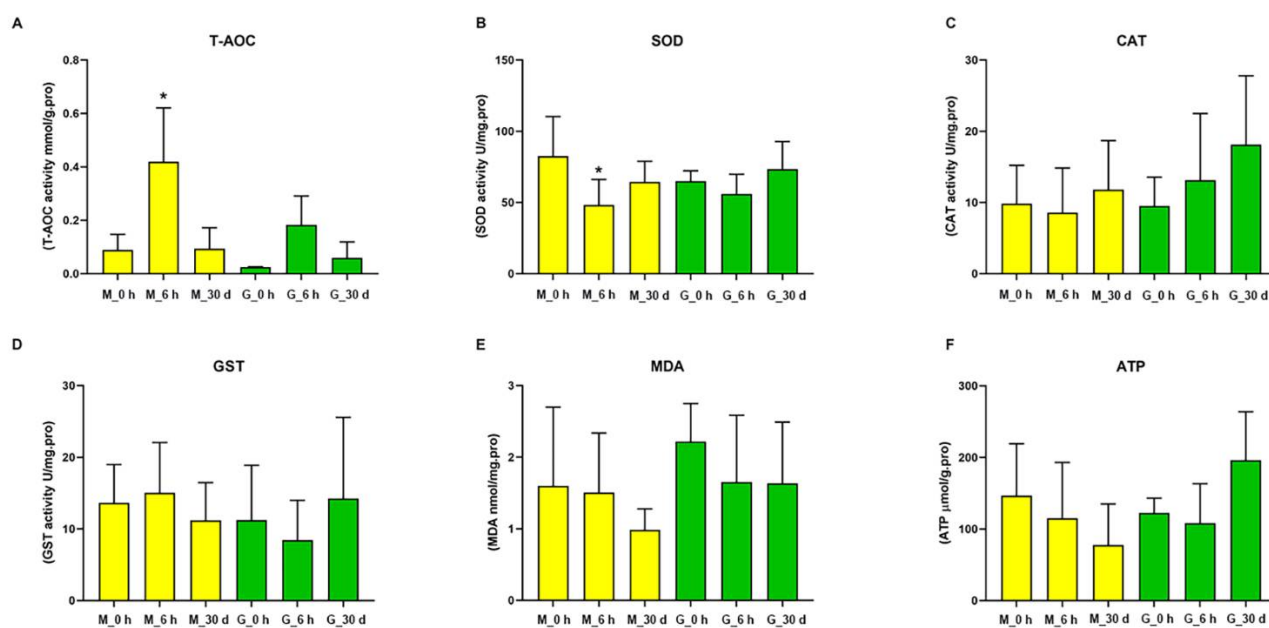 A
T-AOC
(T-AOC activity mmol/g.pro)
0.8
0.6
0.4
0.2
0.0
*
M_0 h
M_6 h
M_30 d
G_0 h
G_6 h
G_30 d
B
SOD
(SOD activity U/mg.pro)
150
100
50
0
*
M_0 h
M_6 h
M_30 d
G_0 h
G_6 h
G_30 d
C
CAT
(CAT activity U/mg.pro)
30
20
10
0
M_0 h
M_6 h
M_30 d
G_0 h
G_6 h
G_30 d
D
GST
(GST activity U/mg.pro)
30
20
10
0
M_0 h
M_6 h
M_30 d
G_0 h
G_6 h
G_30 d
E
MDA
(MDA nmol/mg.pro)
3
2
1
0
M_0 h
M_6 h
M_30 d
G_0 h
G_6 h
G_30 d
F
ATP
(ATP μmol/g.pro)
300
200
100
0
M_0 h
M_6 h
M_30 d
G_0 h
G_6 h
G_30 d